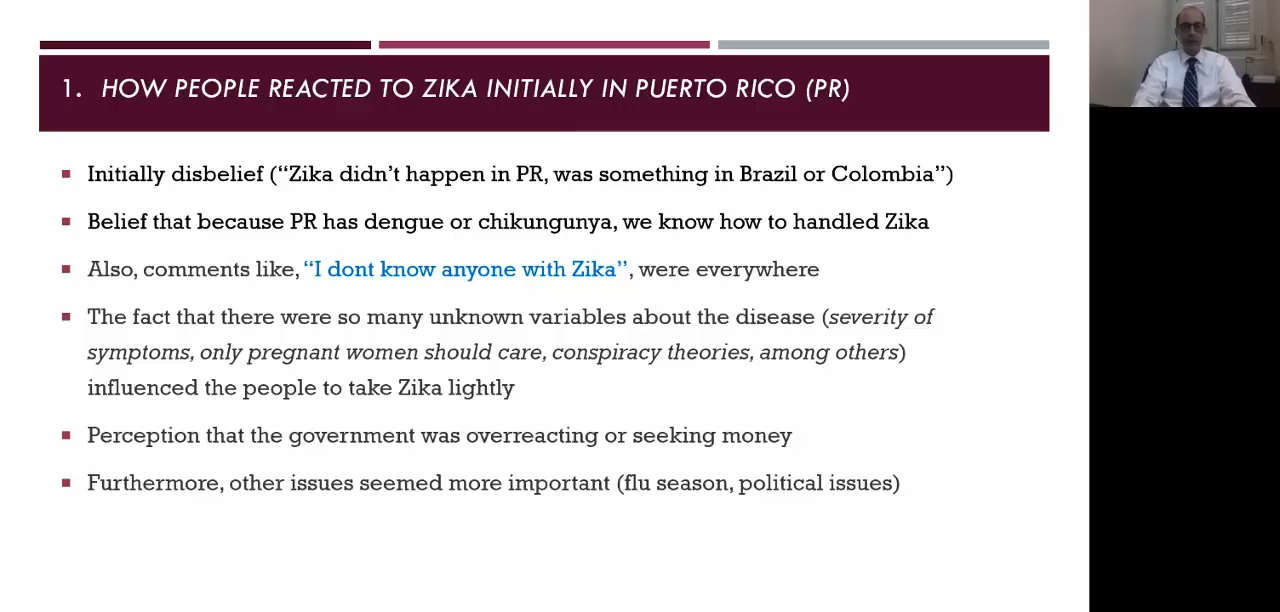 1. HOW PEOPLE REACTED TO ZIKA INITIALLY IN PUERTO RICO (PR)
Initially disbelief (“Zika didn’t happen in PR, was something in Brazil or Colombia”)
Belief that because PR has dengue or chikungunya, we know how to handled Zika
Also, comments like, “I dont know anyone with Zika”, were everywhere
The fact that there were so many unknown variables about the disease (severity of
symptoms, only pregnant women should care, conspiracy theories, among others)
influenced the people to take Zika lightly
Perception that the government was overreacting or seeking money
Furthermore, other issues seemed more important (flu season, political issues)